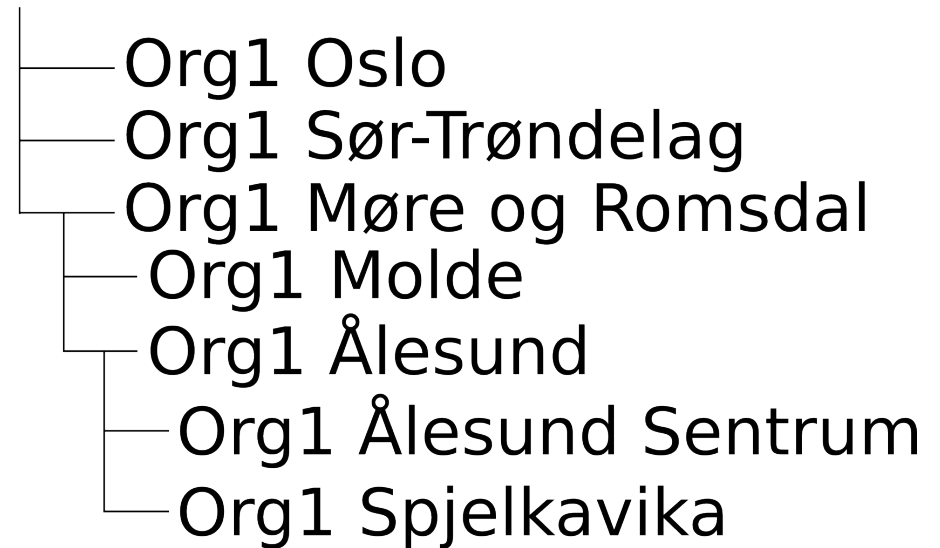 Org1 Oslo
Org1 Sør-Trøndelag
Org1 Møre og Romsdal
Org1 Molde
Org1 Ålesund
Org1 Ålesund Sentrum
Org1 Spjelkavika